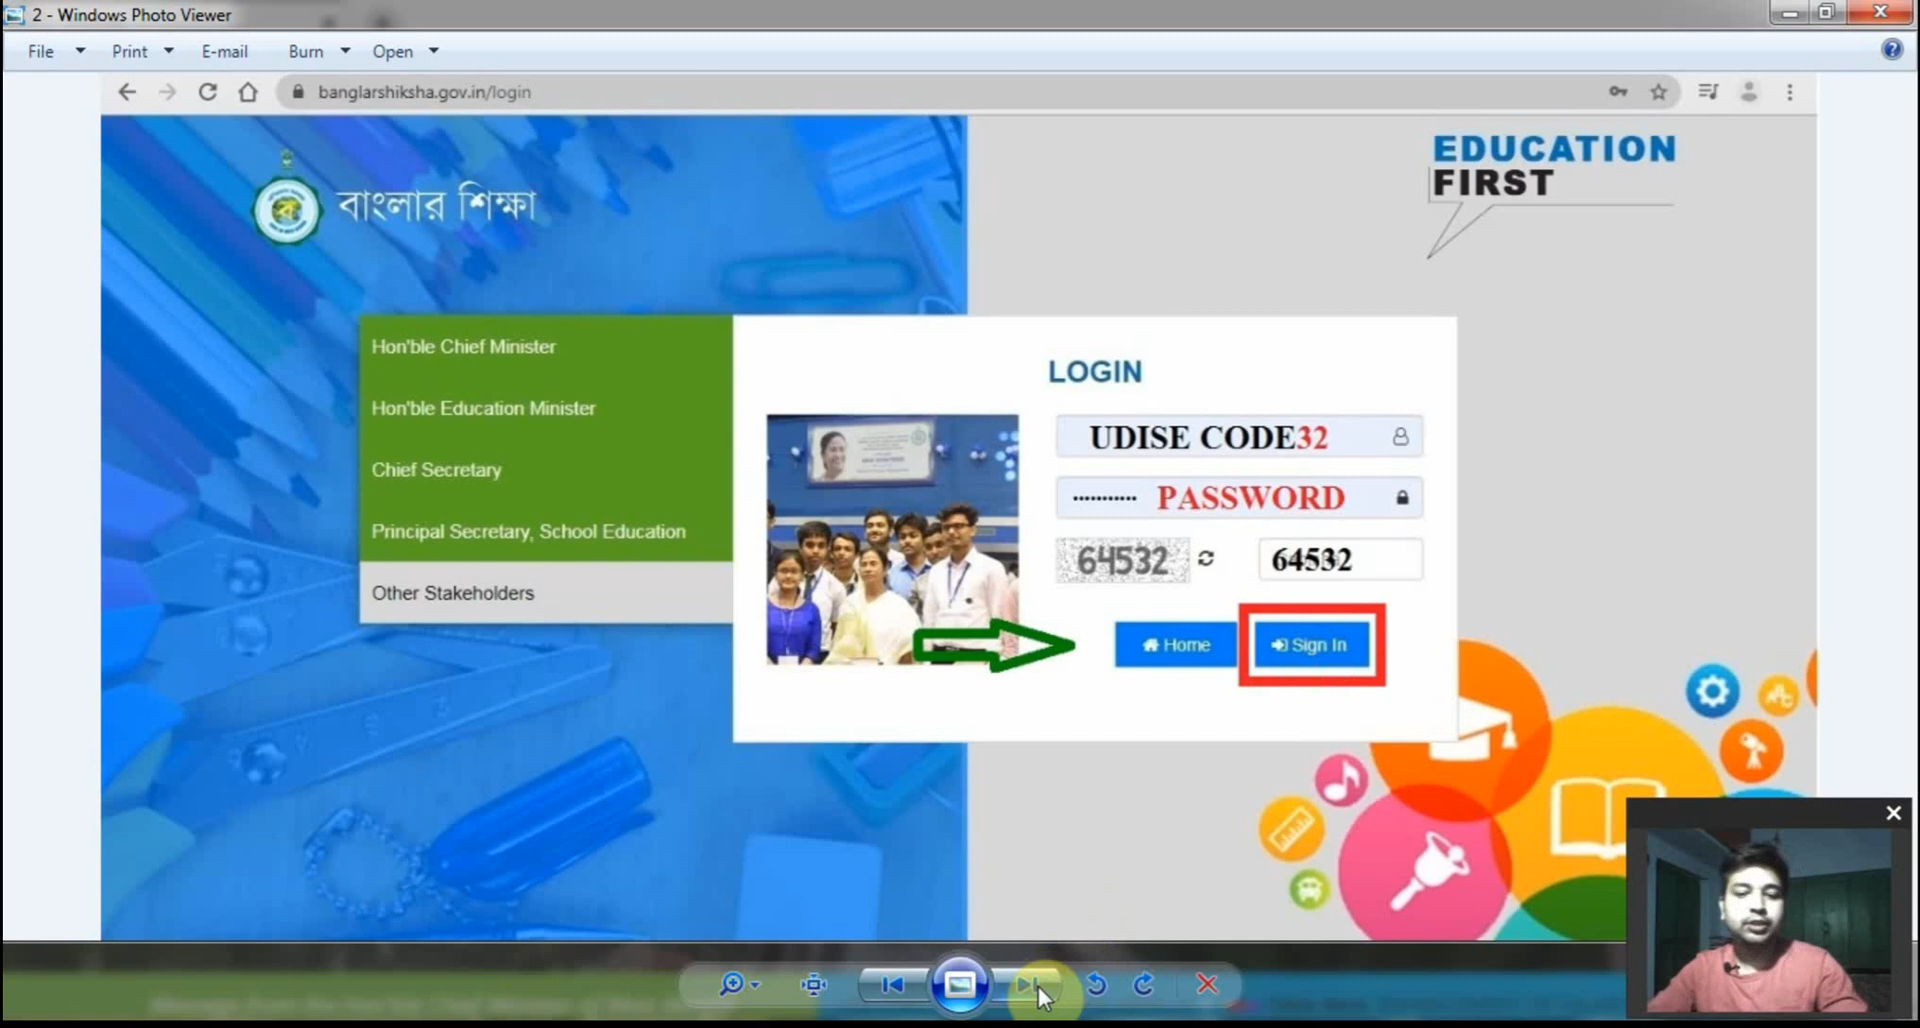 2 - Windows Photo Viewer
File Print E-mail Burn Open
banglarshiksha.gov.in/login
EDUCATION
FIRST
বাংলার শিক্ষা
Hon'ble Chief Minister
Hon'ble Education Minister
Chief Secretary
Principal Secretary, School Education
Other Stakeholders
LOGIN
UDISE CODE32
PASSWORD
64532 64532
Home Sign In